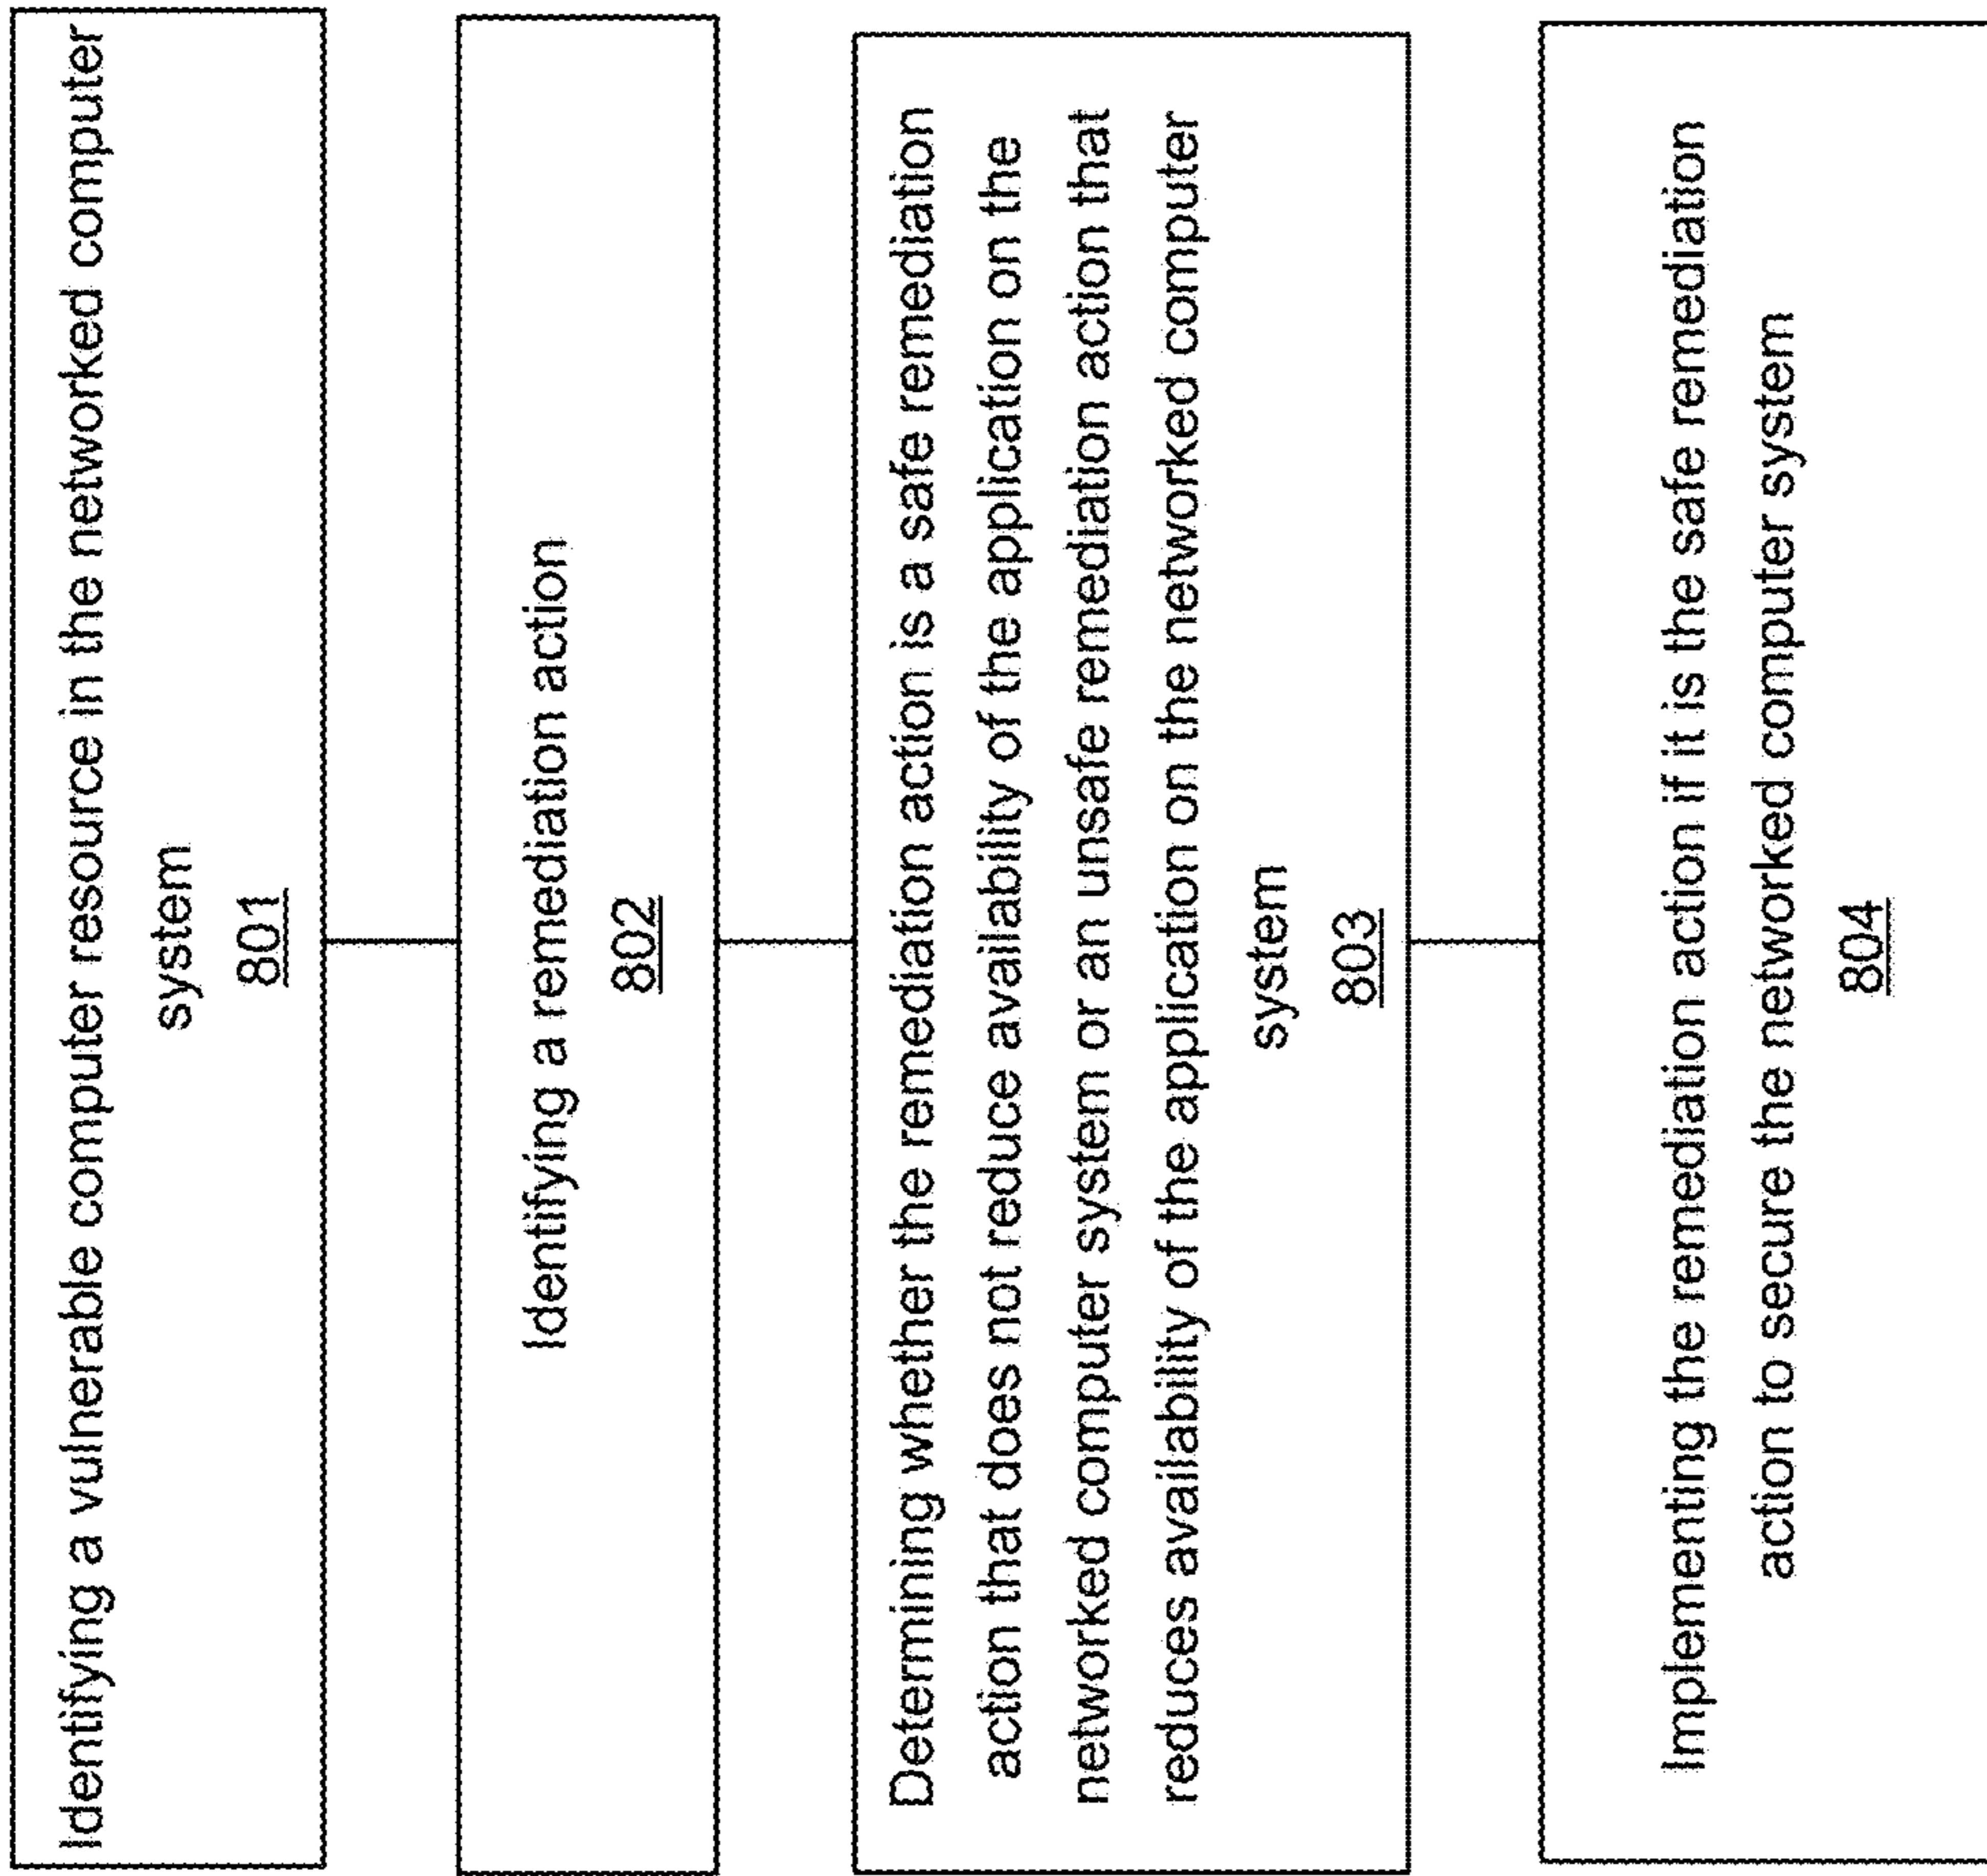 Identifying a vulnerable computer resource in the networked computer
system
801
Identifying a remediation action
802
Determining whether the remediation action is a safe remediation
action that does not reduce availability of the application on the
networked computer system or an unsafe remediation action that
reduces availability of the application on the networked computer
system
803
Implementing the remediation action if it is the safe remediation
action to secure the networked computer system
804